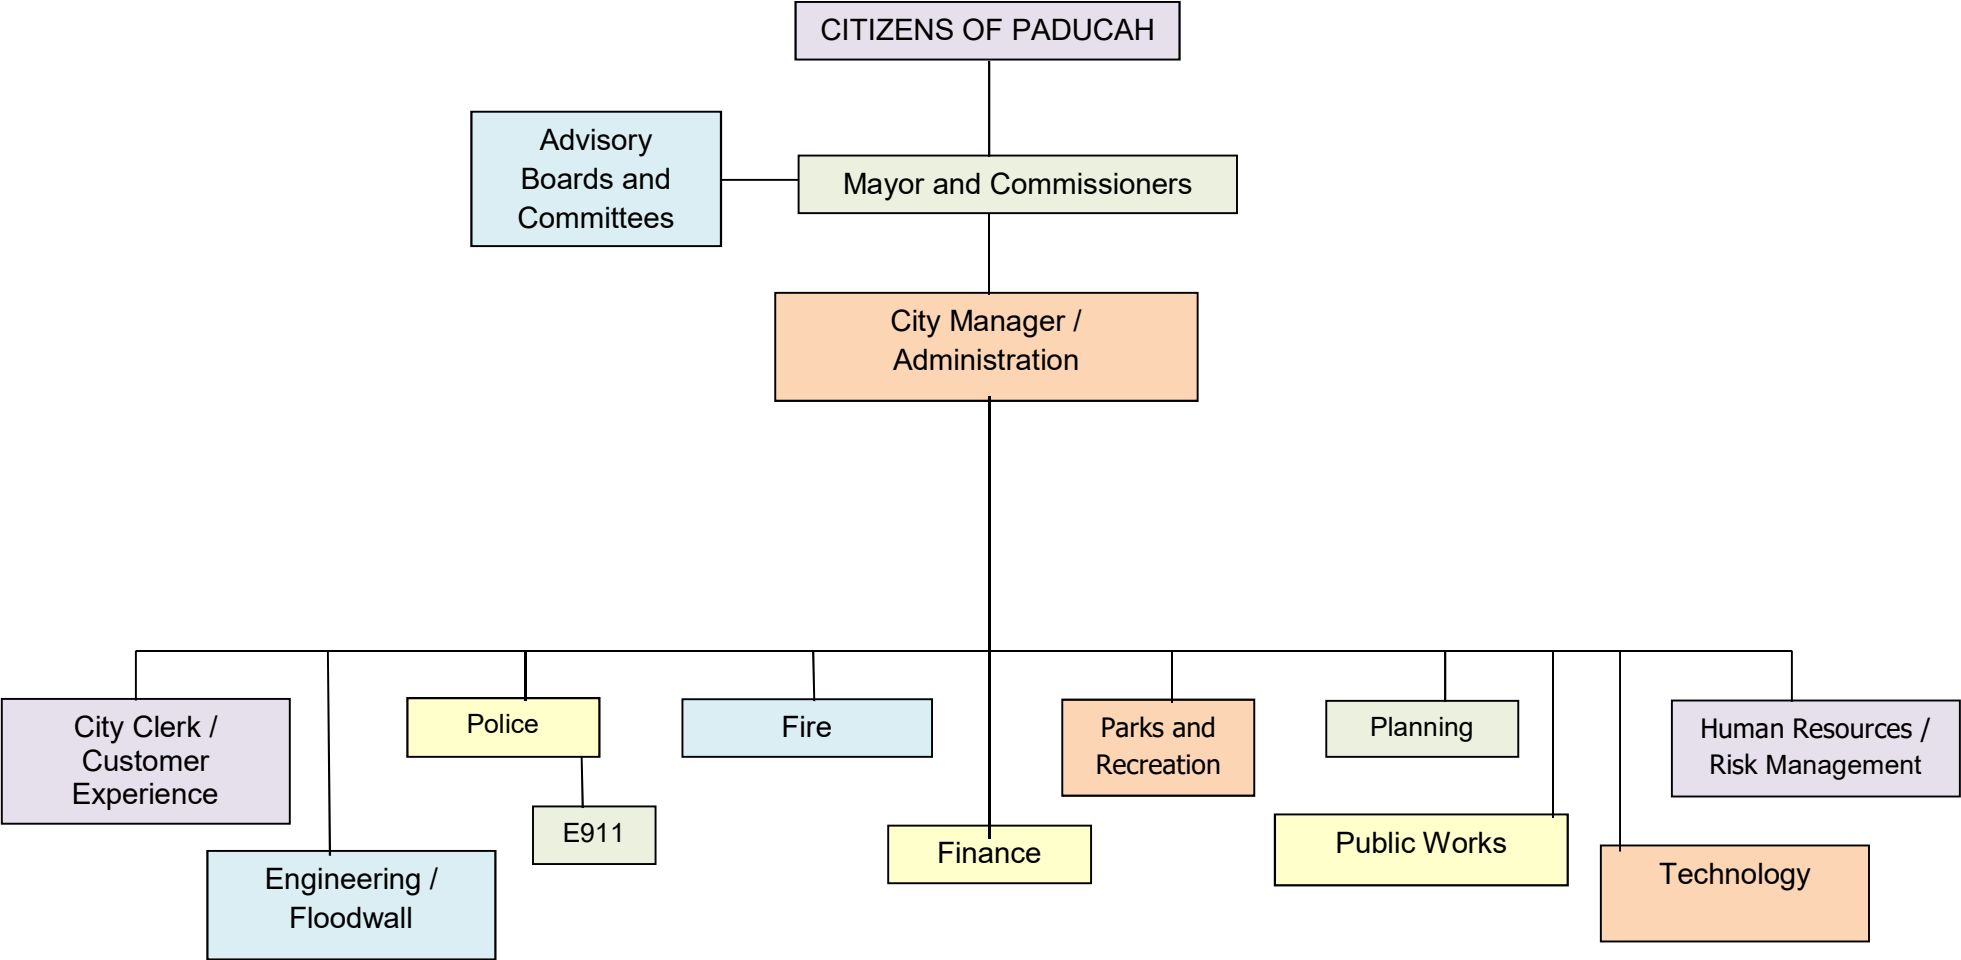 CITIZENS OF PADUCAH
Advisory
Boards and
Committees
Mayor and Commissioners
City Manager /
Administration
City Clerk /
Customer
Experience
Police
Fire
Parks and
Recreation
Planning
Human Resources /
Risk Management
E911
Engineering /
Floodwall
Finance
Public Works
Technology